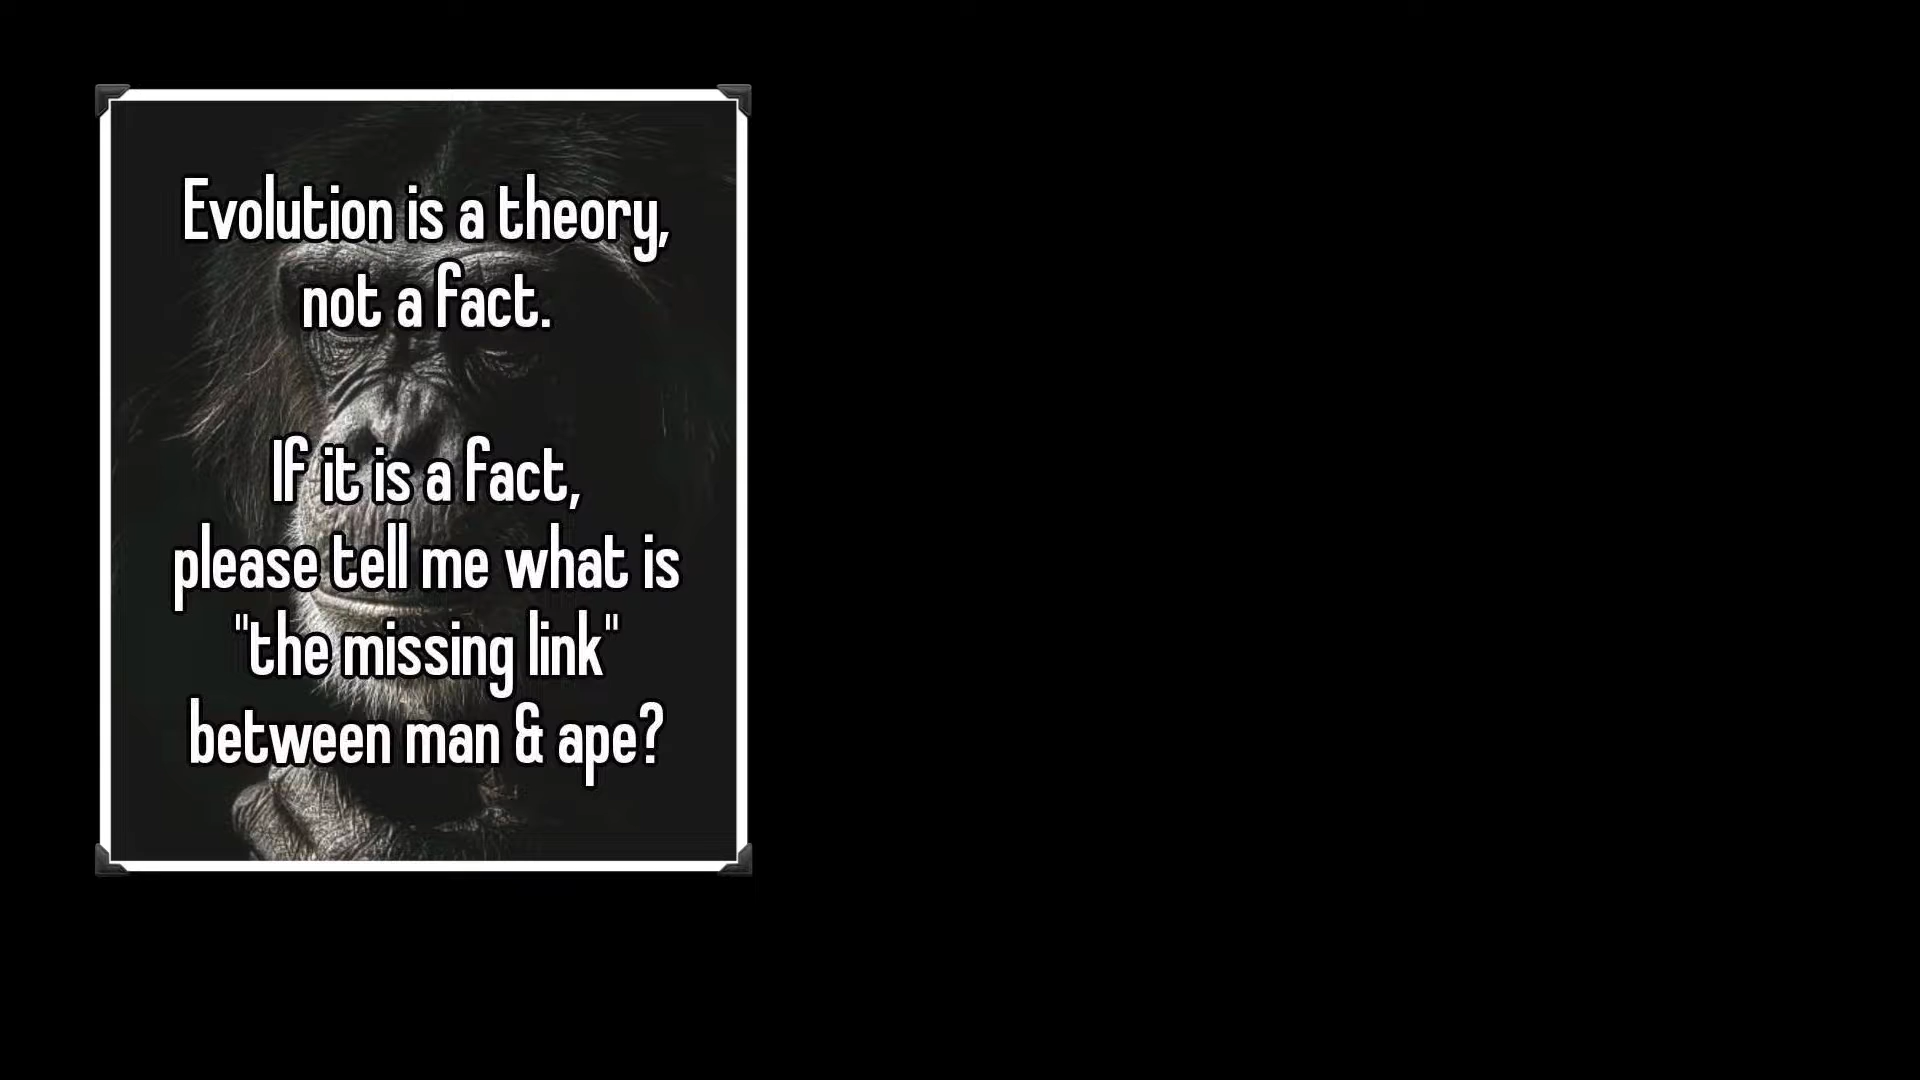 Evolution is a theory,
not a fact.
If it is a fact,
please tell me what is
"the missing link"
between man & ape?